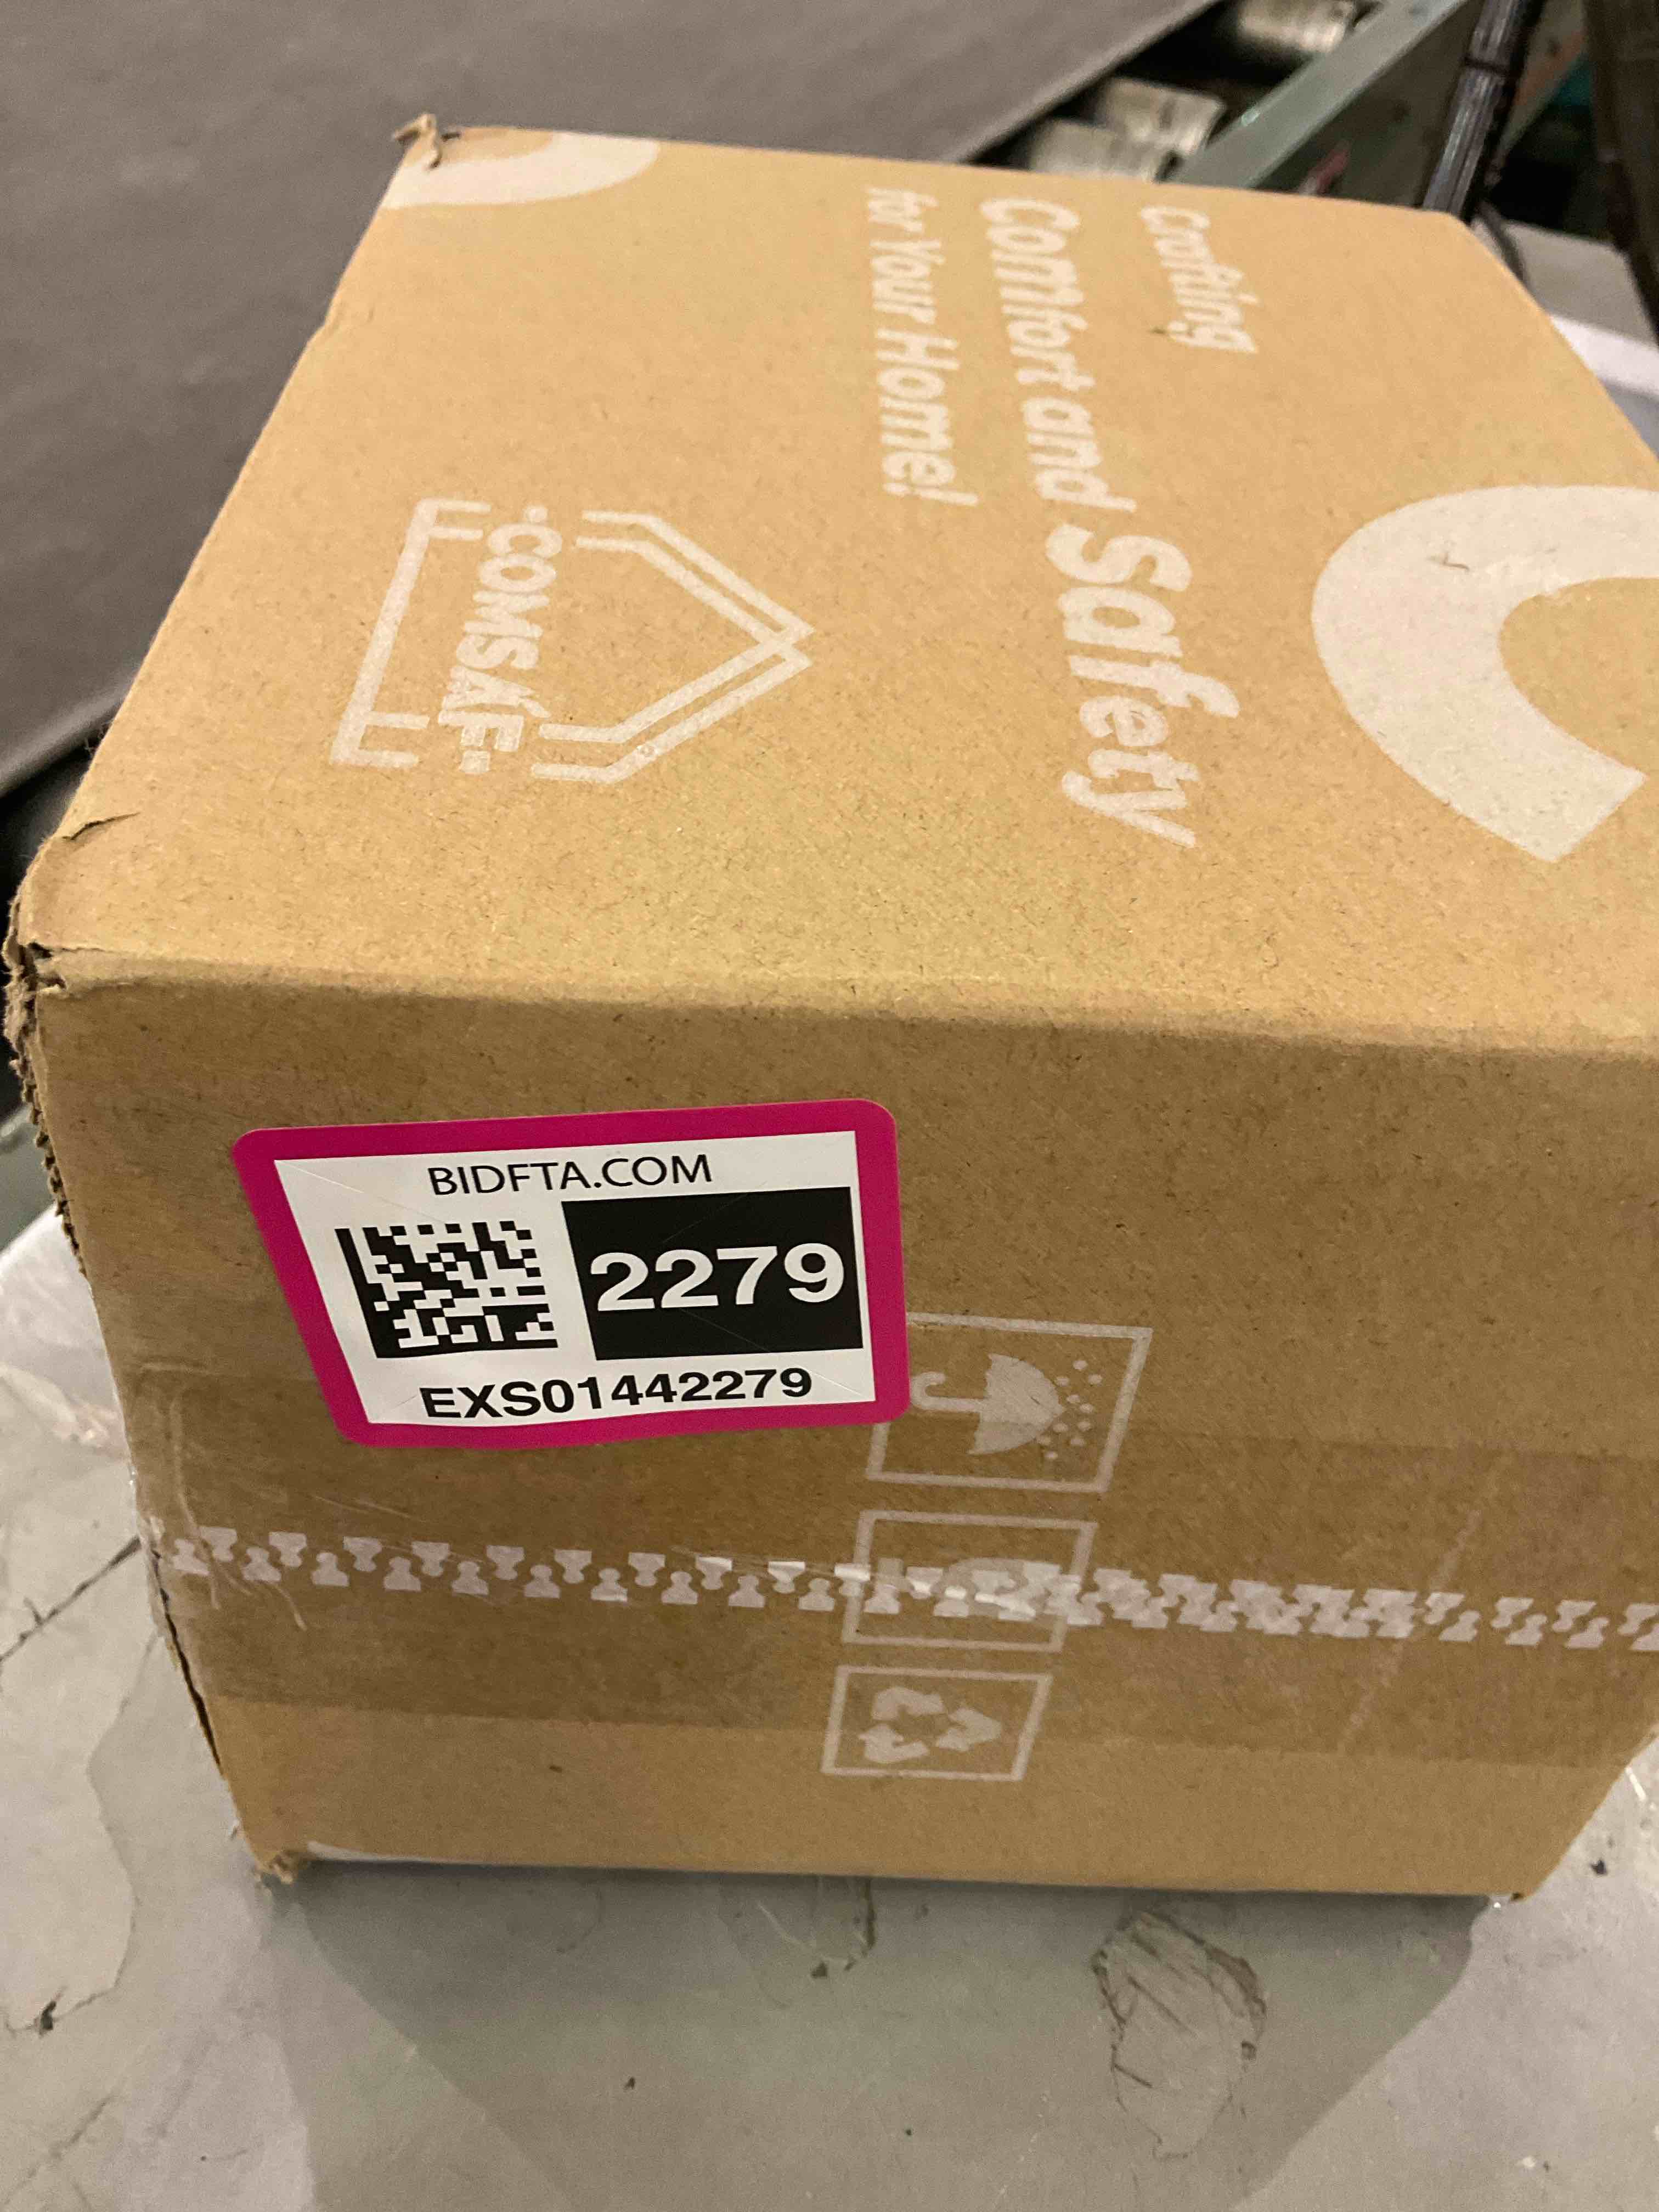 Crafting
Comfort and Safety
for Your Home!
COMSAF
BIDFTA.COM
2279
EXS01442279